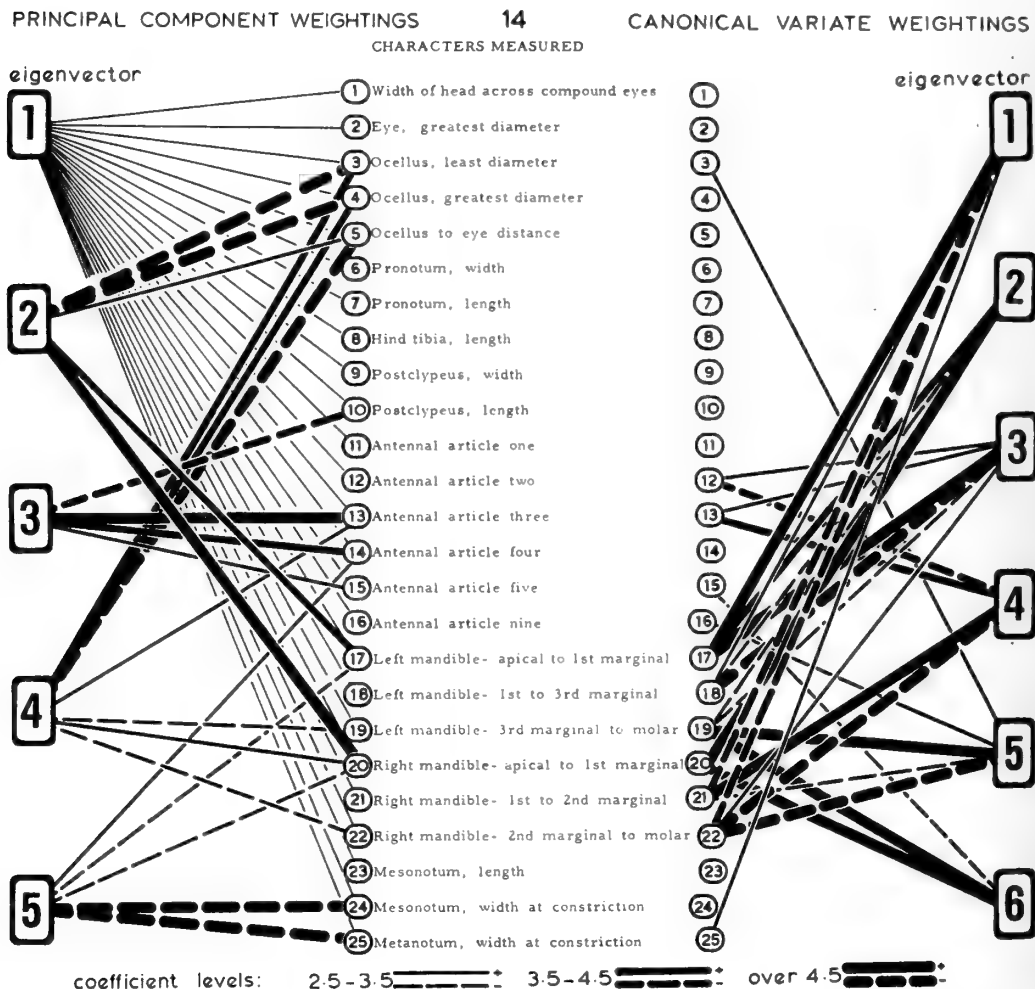 PRINCIPAL COMPONENT WEIGHTINGS 14 CANONICAL VARIATE WEIGHTINGS
CHARACTERS MEASURED
eigenvector eigenvector
1 1 Width of head across compound eyes 1 1
2 Eye, greatest diameter 2
3 Ocellus, least diameter 3
4 Ocellus, greatest diameter 4
5 Ocellus to eye distance 5
6 Pronotum, width 6
2 7 Pronotum, length 7 2
8 Hind tibia, length 8
9 Postclypeus, width 9
10 Postclypeus, length 10
11 Antennal article one 11 3
12 Antennal article two 12
3 13 Antennal article three 13
14 Antennal article four 14
15 Antennal article five 15 4
16 Antennal article nine 16
17 Left mandible- apical to 1st marginal 17
4 18 Left mandible- 1st to 3rd marginal 18
19 Left mandible- 3rd marginal to molar 19
20 Right mandible- apical to 1st marginal 20 5
21 Right mandible- 1st to 2nd marginal 21
22 Right mandible- 2nd marginal to molar 22
23 Mesonotum, length 23
5 24 Mesonotum, width at constriction 24 6
25 Metanotum, width at constriction 25
coefficient levels: 2·5-3·5 + - 3·5-4·5 + - over 4·5 + -